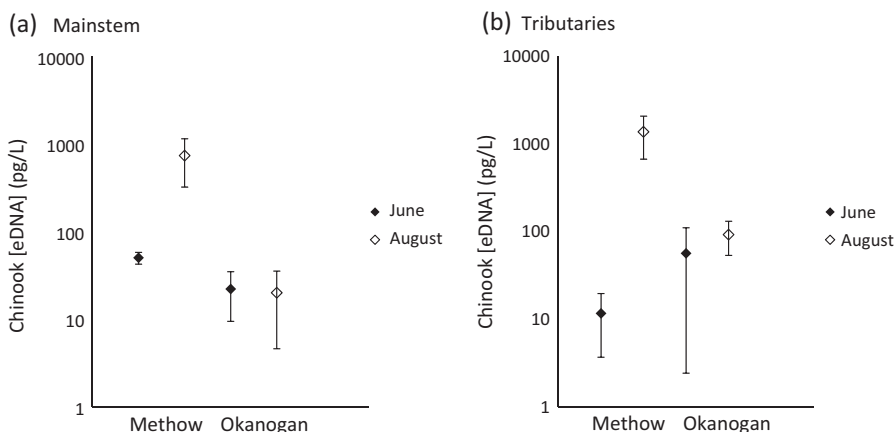 (a) Mainstem
10000
1000
100
10
1
Chinook [eDNA] (pg/L)
Methow Okanogan
June
August
(b) Tributaries
10000
1000
100
10
1
Chinook [eDNA] (pg/L)
Methow Okanogan
June
August